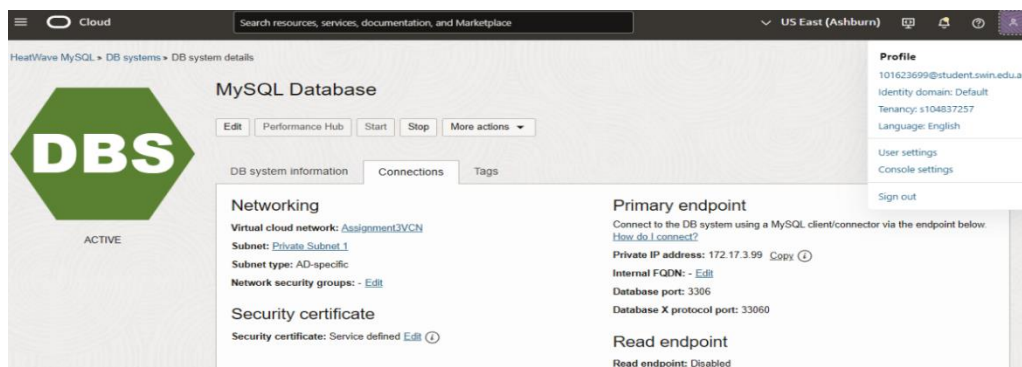 Cloud
Search resources, services, documentation, and Marketplace
US East (Ashburn)
HeatWave MySQL » DB systems » DB system details
Profile
101623699@student.swin.edu.a
Identity domain: Default
Tenancy: s104837257
Language: English
User settings
Console settings
Sign out
DBS
ACTIVE
MySQL Database
Edit Performance Hub Start Stop More actions
DB system information Connections Tags
Networking
Virtual cloud network: Assignment3VCN
Subnet: Private Subnet 1
Subnet type: AD-specific
Network security groups: - Edit
Security certificate
Security certificate: Service defined Edit
Primary endpoint
Connect to the DB system using a MySQL client/connector via the endpoint below.
How do I connect?
Private IP address: 172.17.3.99 Copy
Internal FQDN: - Edit
Database port: 3306
Database X protocol port: 33060
Read endpoint
Read endpoint: Disabled